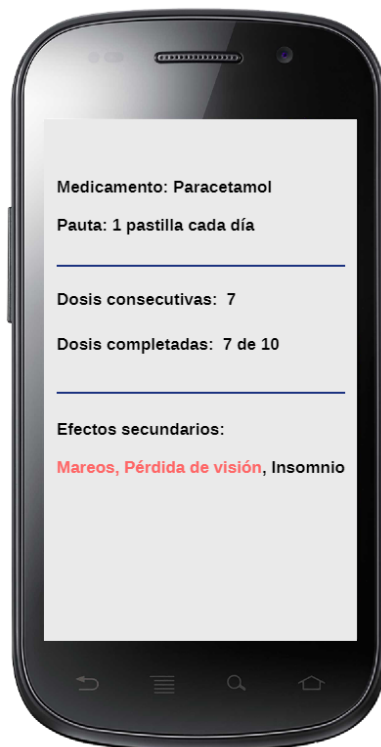 Medicamento: Paracetamol
Pauta: 1 pastilla cada día
Dosis consecutivas: 7
Dosis completadas: 7 de 10
Efectos secundarios:
Mareos, Pérdida de visión, Insomnio